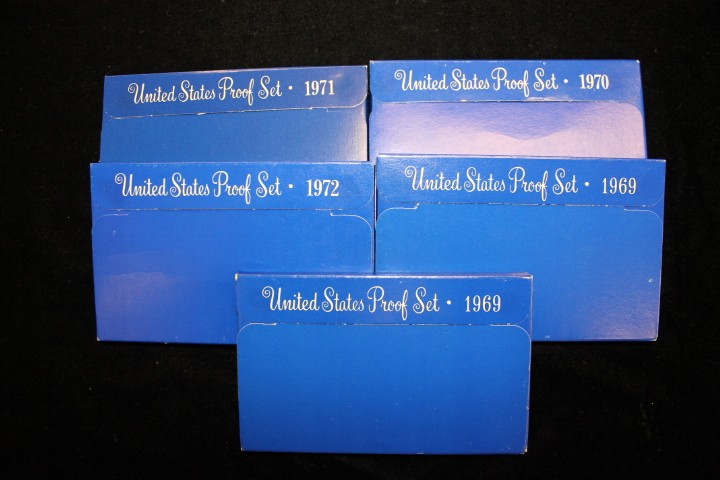 United States Proof Set · 1971
United States Proof Set · 1970
United States Proof Set · 1972
United States Proof Set · 1969
United States Proof Set · 1969